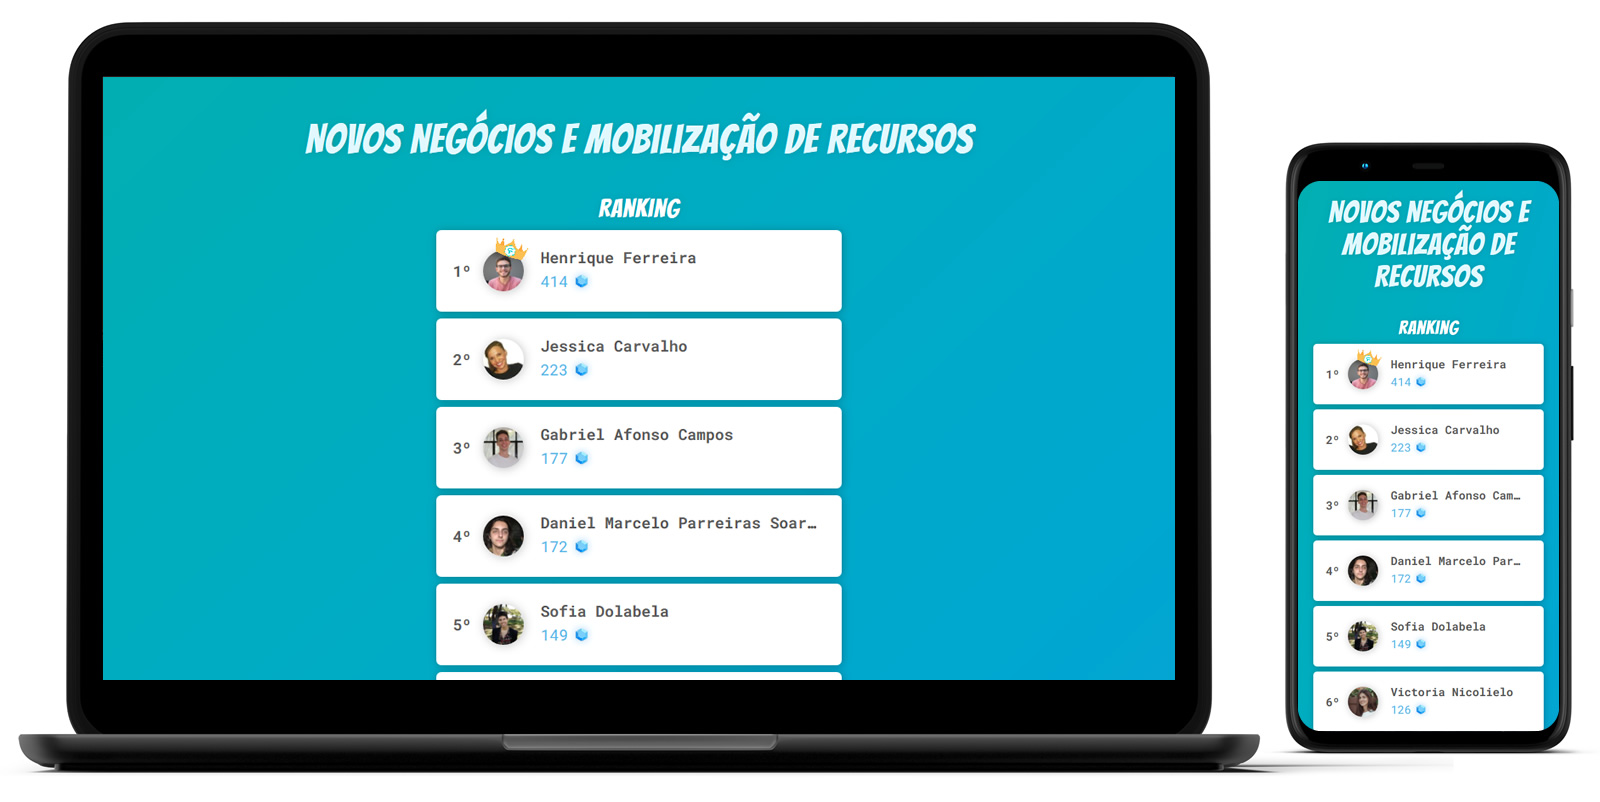 NOVOS NEGÓCIOS E MOBILIZAÇÃO DE RECURSOS
RANKING
1º
Henrique Ferreira
414
2º
Jessica Carvalho
223
3º
Gabriel Afonso Campos
177
4º
Daniel Marcelo Parreiras Soar…
172
5º
Sofia Dolabela
149
NOVOS NEGÓCIOS E
MOBILIZAÇÃO DE
RECURSOS
RANKING
1º
Henrique Ferreira
414
2º
Jessica Carvalho
223
3º
Gabriel Afonso Cam…
177
4º
Daniel Marcelo Par…
172
5º
Sofia Dolabela
149
6º
Victoria Nicolielo
126